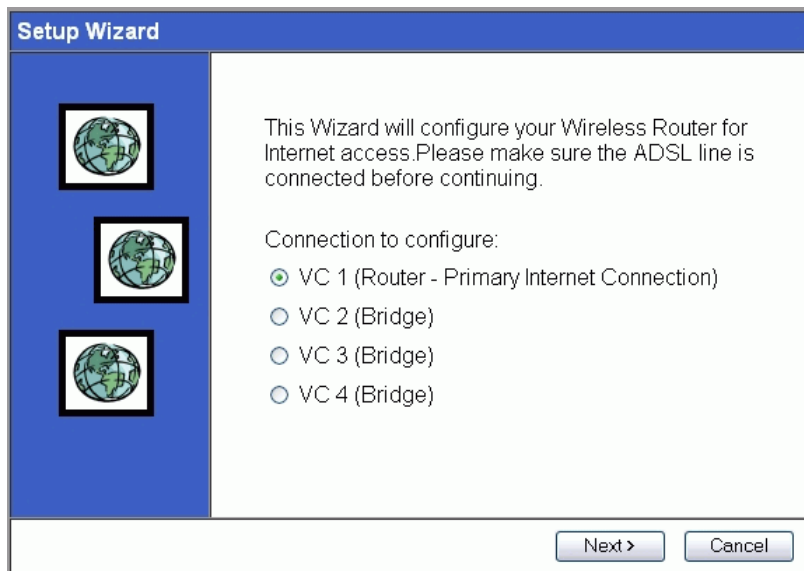 Setup Wizard
This Wizard will configure your Wireless Router for
Internet access.Please make sure the ADSL line is
connected before continuing.
Connection to configure:
VC 1 (Router - Primary Internet Connection)
VC 2 (Bridge)
VC 3 (Bridge)
VC 4 (Bridge)
Next >
Cancel